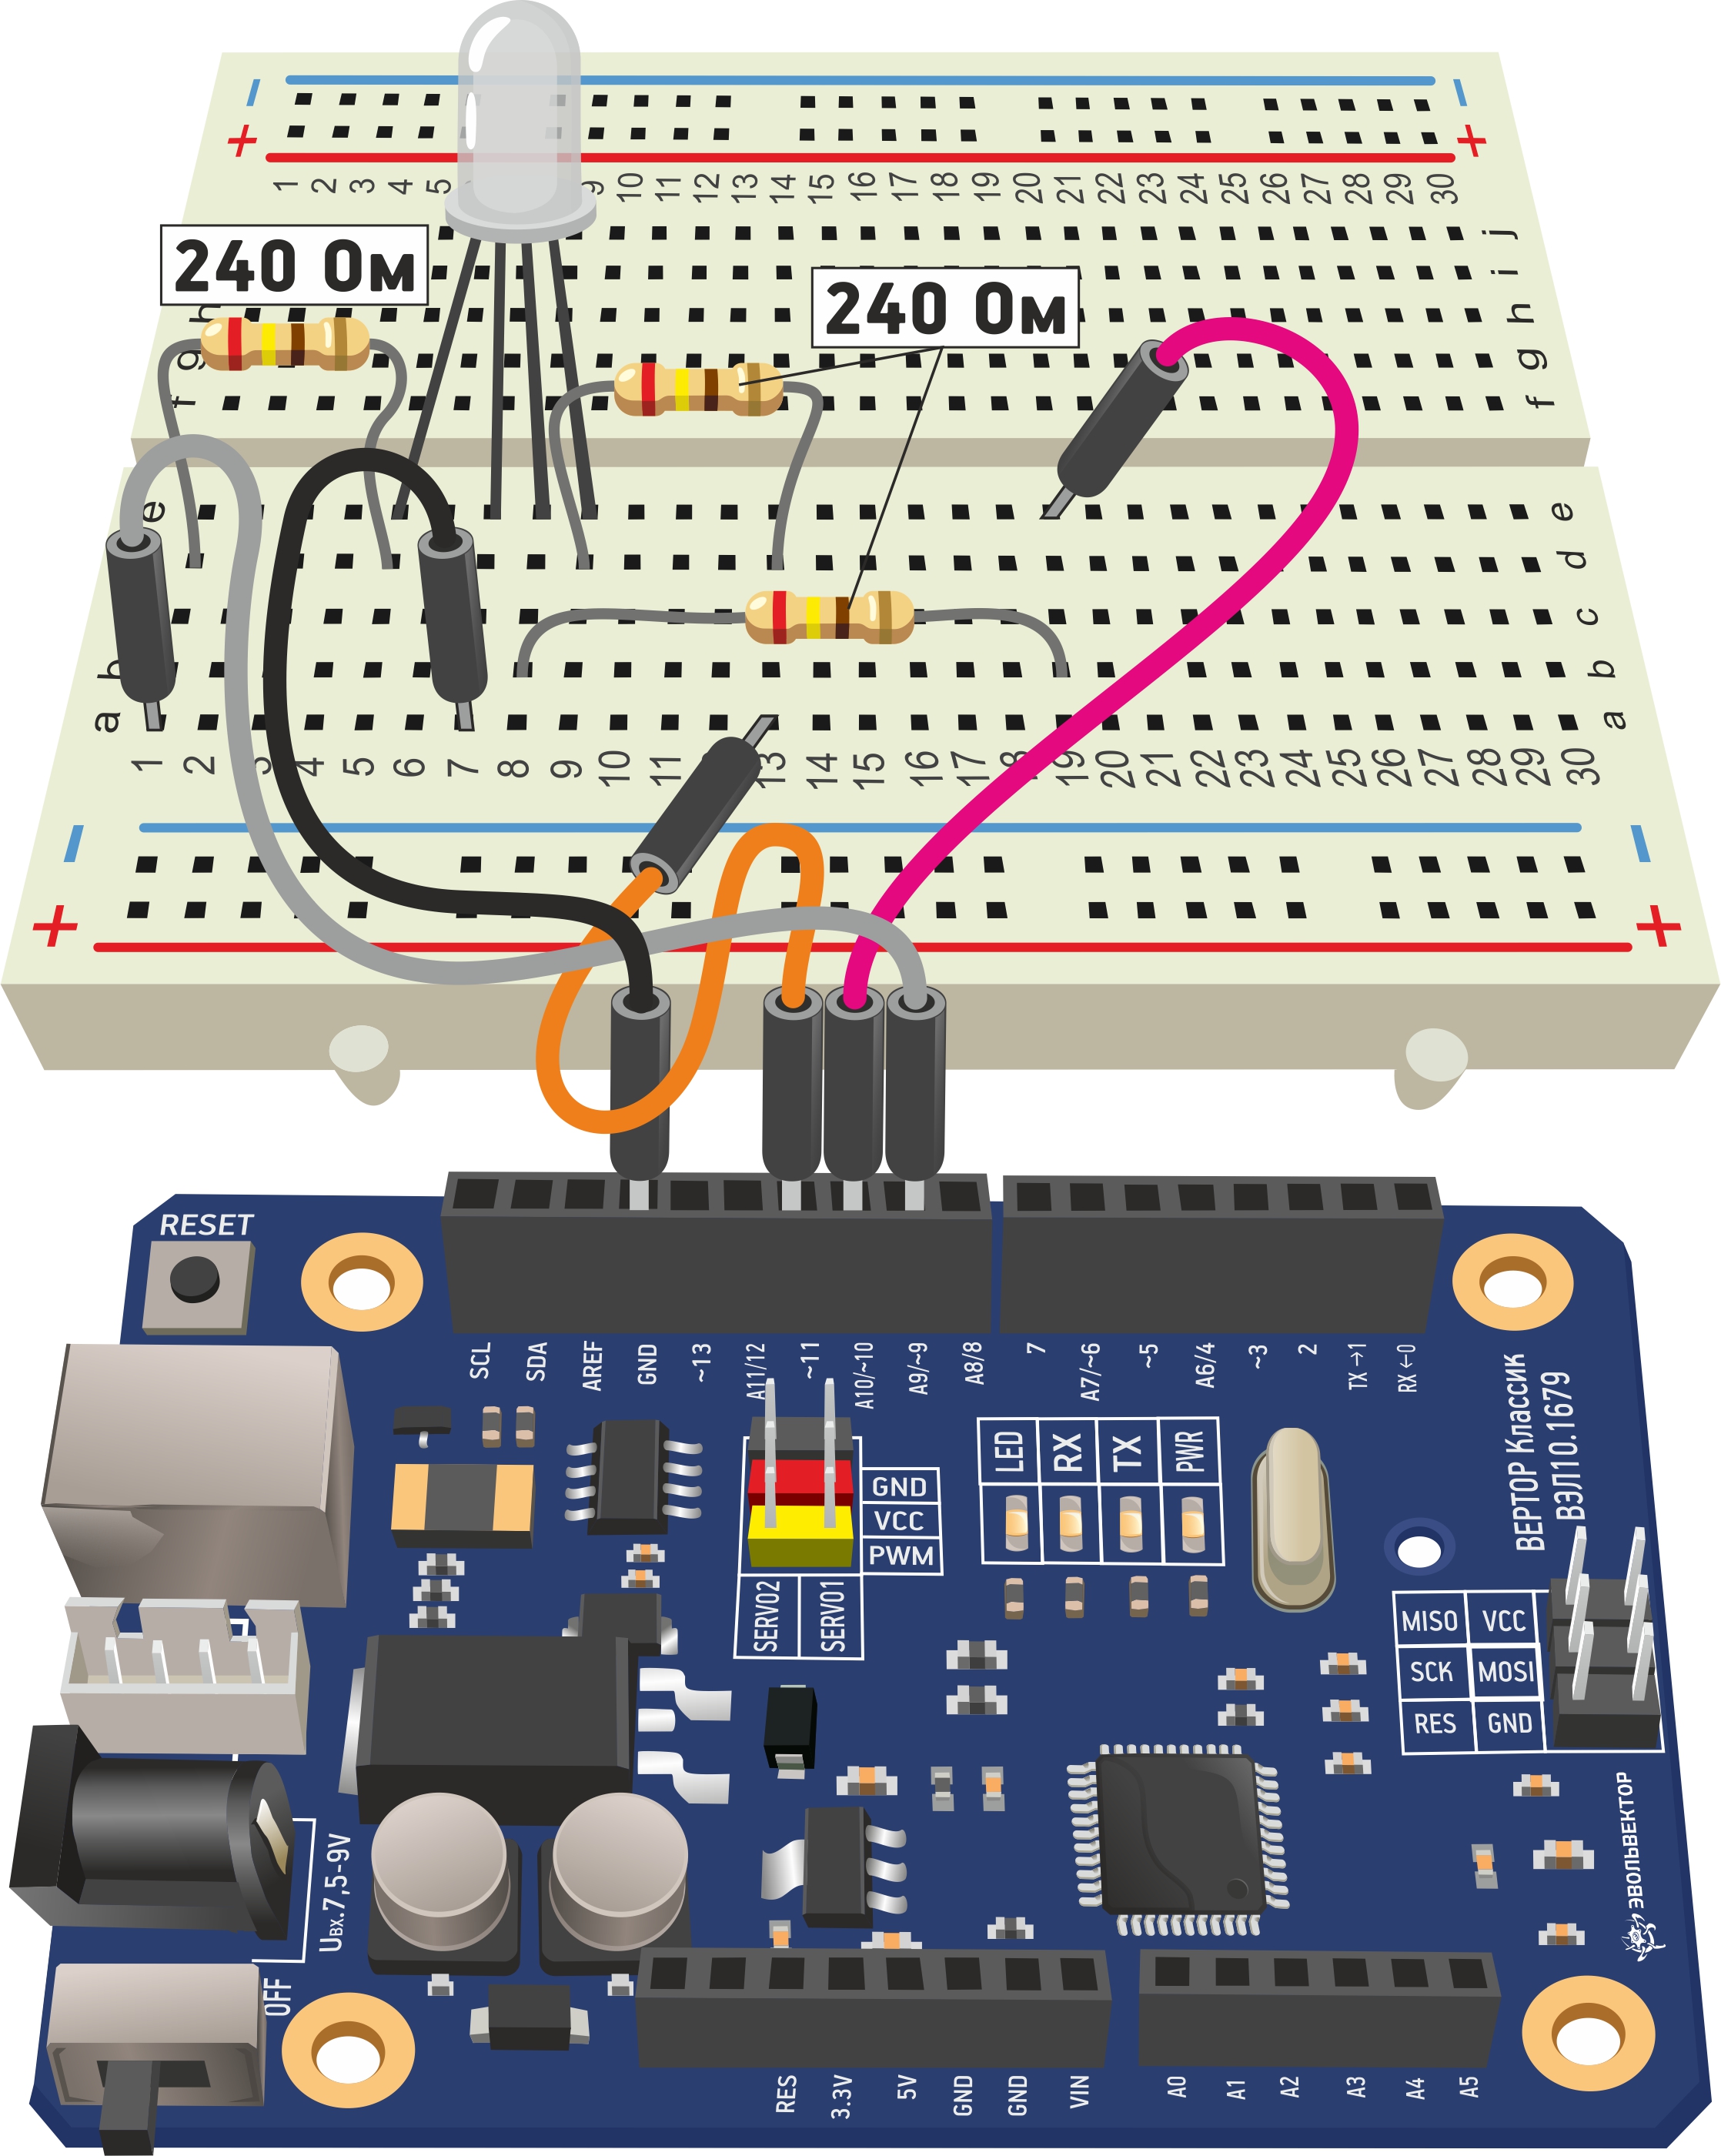 − −
+ +
1 2 3 4 5 9 10 11 12 13 14 15 16 17 18 19 20 21 22 23 24 25 26 27 28 29 30
j
240 Ом
i
240 Ом
h h
g g
f f
e e
d
c
b b
a a
1 2 3 4 5 6 7 8 9 10 11 13 14 15 16 17 18 19 20 21 22 23 24 25 26 27 28 29 30
− −
+ +
RESET
SCL SDA AREF GND ~13 A11/12 ~11 A10/~10 A9/~9 A8/8 7 A7/~6 ~5 A6/4 ~3 2 TX→1 RX←0
ВЕРТОР Классик
ВЭЛ10.1679
LED RX TX PWR
GND
VCC
PWM
SERVO2 SERVO1
MISO VCC
SCK MOSI
RES GND
ЭВОЛЬВЕКТОР
Uвх.7,5-9V
OFF
RES 3.3V 5V GND GND VIN A0 A1 A2 A3 A4 A5